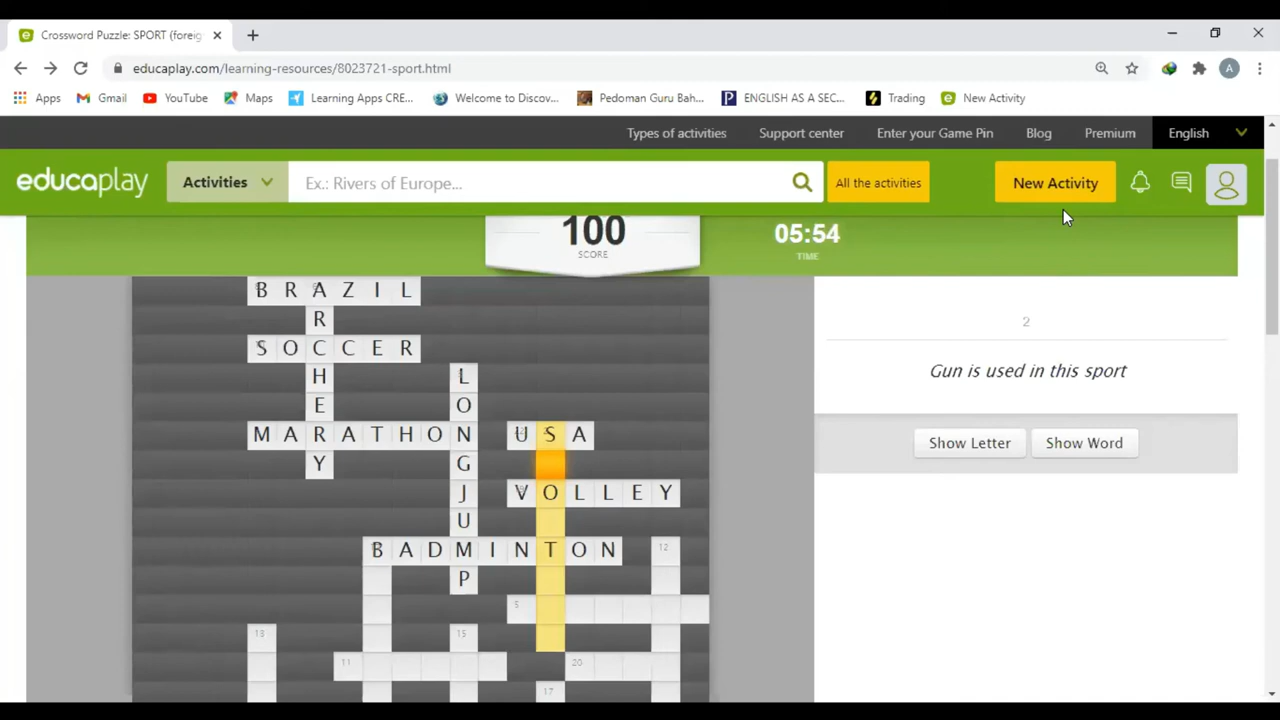 Crossword Puzzle: SPORT (foreig
educaplay.com/learning-resources/8023721-sport.html
Apps Gmail YouTube Maps Learning Apps CRE... Welcome to Discov... Pedoman Guru Bah... ENGLISH AS A SEC... Trading New Activity
Types of activities Support center Enter your Game Pin Blog Premium English
educaplay Activities Ex.: Rivers of Europe... All the activities New Activity
100 05:54
SCORE TIME
BRAZIL
R
2
SOCCER
Gun is used in this sport
H L
E O
MARATHON USA
Show Letter Show Word
Y G
J VOLLEY
U
BADMINTON 12
P
5
13 15
11 20
17